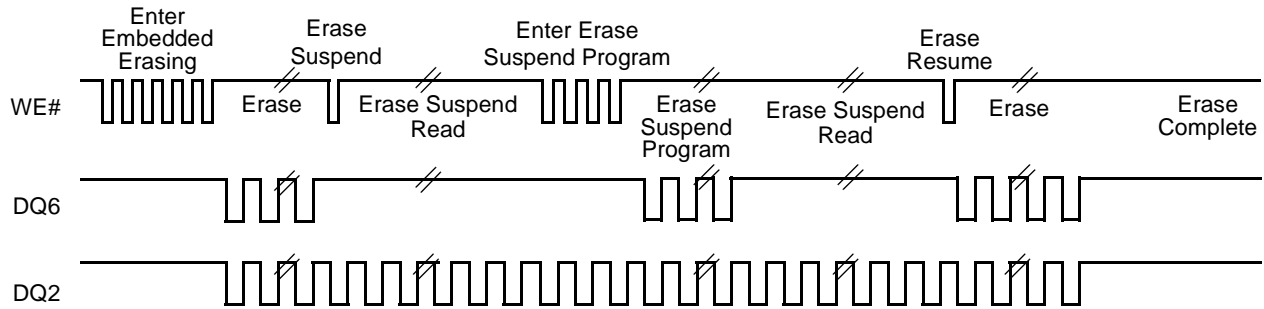 Enter
Embedded
Erasing
Erase
Suspend
Enter Erase
Suspend Program
Erase
Resume
WE#
Erase
Erase Suspend
Read
Erase
Suspend
Program
Erase Suspend
Read
Erase
Erase
Complete
DQ6
DQ2